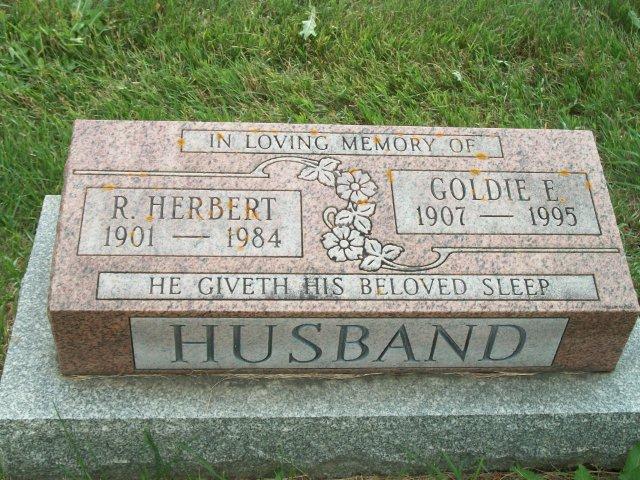 IN LOVING MEMORY OF
R. HERBERT
1901 — 1984
GOLDIE E.
1907 — 1995
HE GIVETH HIS BELOVED SLEEP
HUSBAND